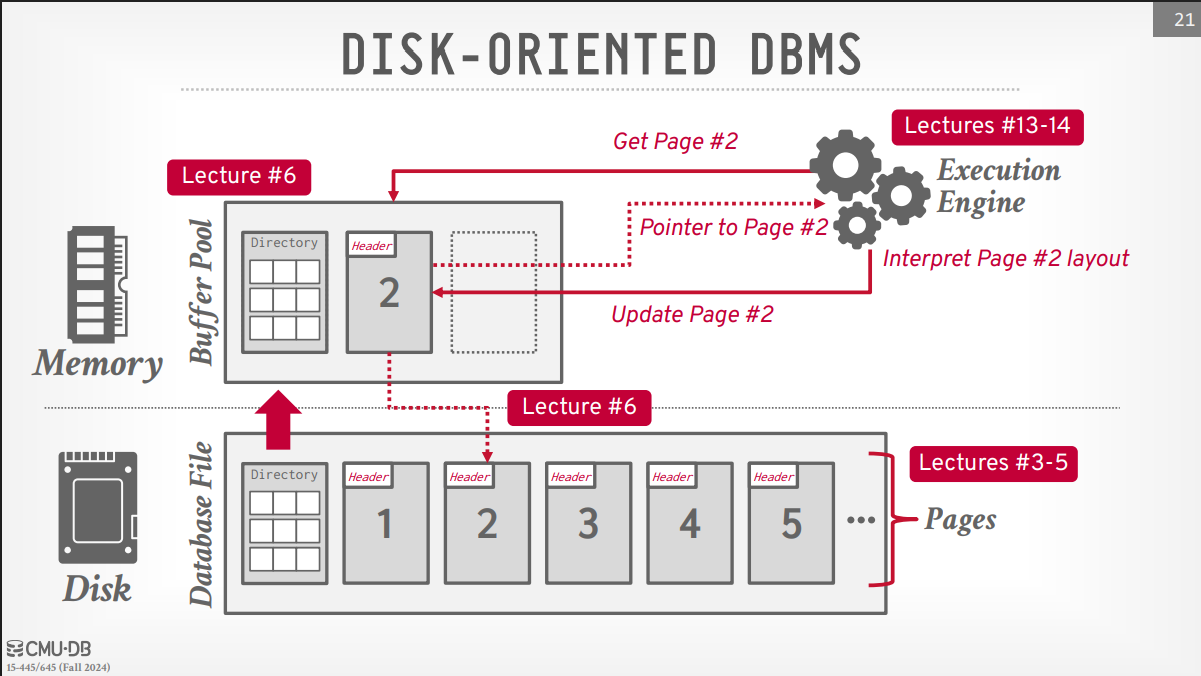 21
DISK-ORIENTED DBMS
Lectures #13-14
Get Page #2
Execution
Engine
Lecture #6
Pointer to Page #2
Interpret Page #2 layout
Update Page #2
Buffer Pool
Directory
Header
2
Memory
Lecture #6
Database File
Directory
Header
1
Header
2
Header
3
Header
4
Header
5
...
Lectures #3-5
Pages
Disk
CMU·DB
15-445/645 (Fall 2024)